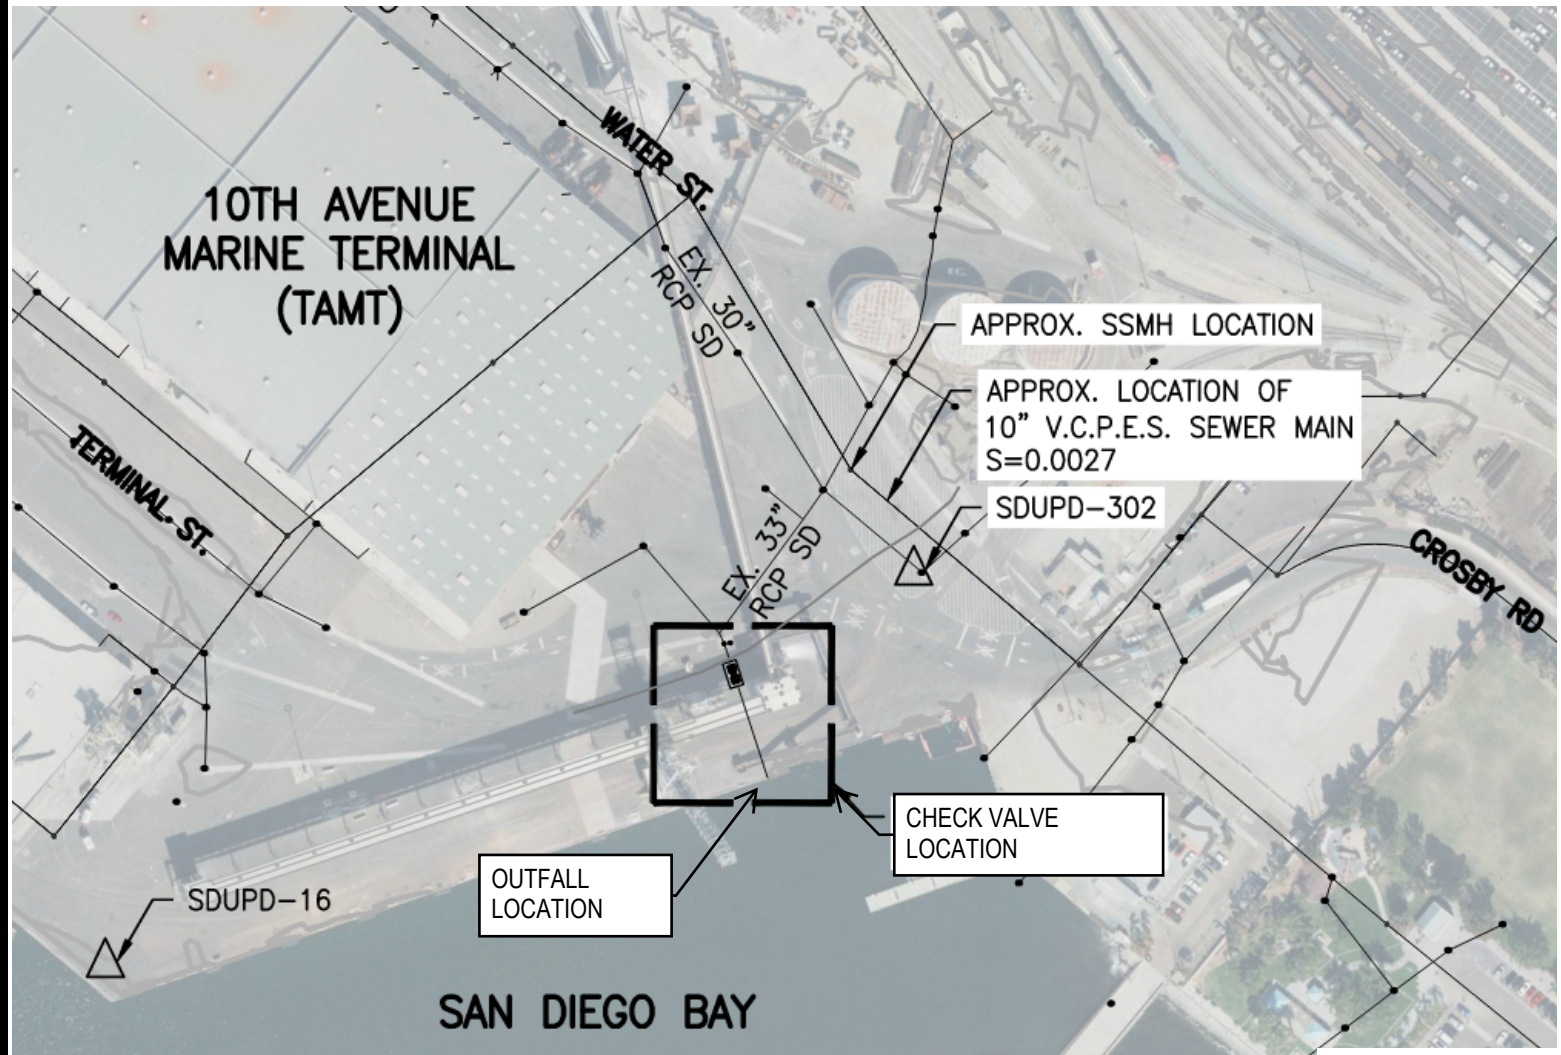 WATER ST.
10TH AVENUE
MARINE TERMINAL
(TAMT)
EX. 30"
RCP SD
APPROX. SSMH LOCATION
APPROX. LOCATION OF
10" V.C.P.E.S. SEWER MAIN
S=0.0027
TERMINAL ST.
SDUPD-302
EX. 33"
RCP SD
CROSBY RD
CHECK VALVE
LOCATION
OUTFALL
LOCATION
SDUPD-16
SAN DIEGO BAY